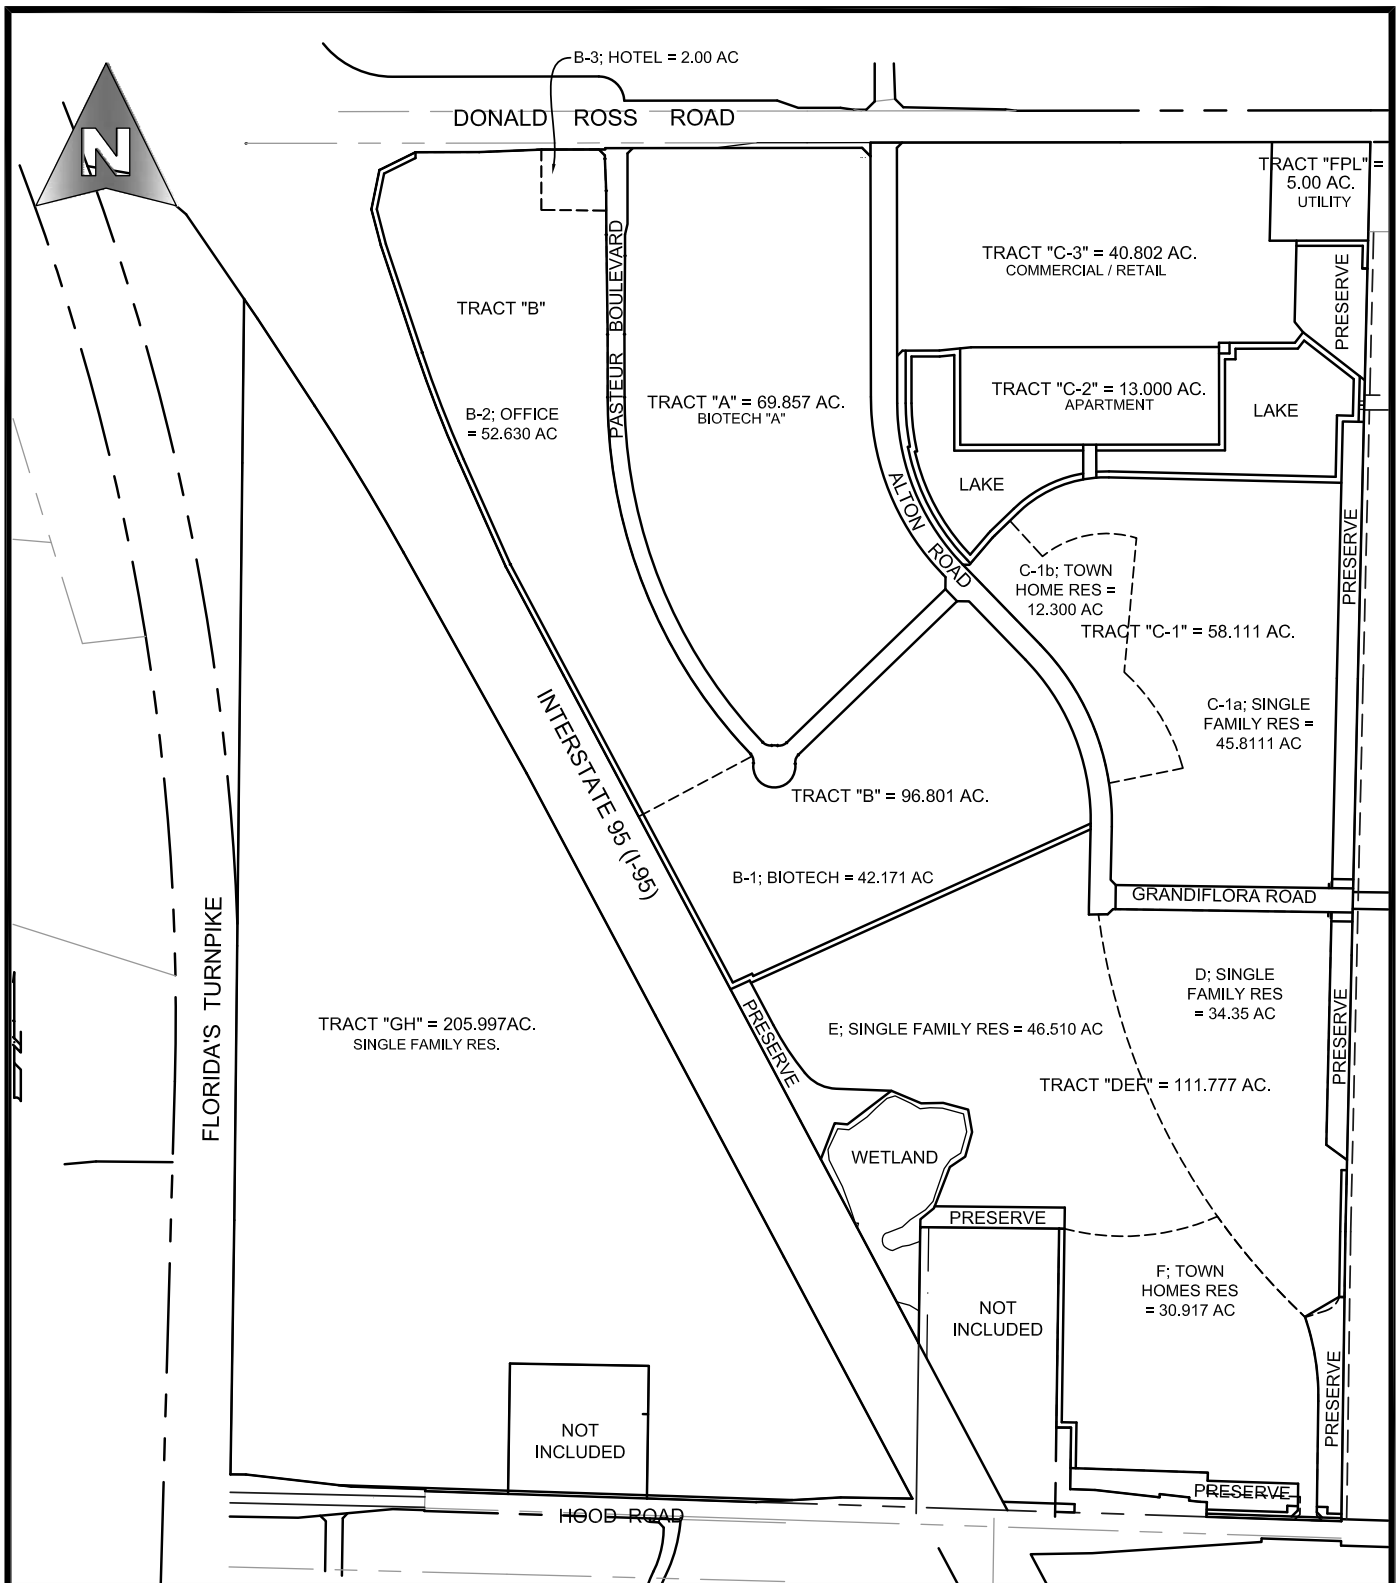 B-3; HOTEL = 2.00 AC
DONALD ROSS ROAD
N
TRACT "FPL" =
5.00 AC.
UTILITY
TRACT "C-3" = 40.802 AC.
COMMERCIAL / RETAIL
PRESERVE
TRACT "B"
PASTEUR BOULEVARD
TRACT "A" = 69.857 AC.
BIOTECH "A"
B-2; OFFICE
= 52.630 AC
TRACT "C-2" = 13.000 AC.
APARTMENT
LAKE
LAKE
ALTON ROAD
PRESERVE
C-1b; TOWN
HOME RES =
12.300 AC
TRACT "C-1" = 58.111 AC.
C-1a; SINGLE
FAMILY RES =
45.8111 AC
INTERSTATE 95 (I-95)
TRACT "B" = 96.801 AC.
B-1; BIOTECH = 42.171 AC
GRANDIFLORA ROAD
FLORIDA'S TURNPIKE
D; SINGLE
FAMILY RES
= 34.35 AC
TRACT "GH" = 205.997AC.
SINGLE FAMILY RES.
PRESERVE
E; SINGLE FAMILY RES = 46.510 AC
PRESERVE
TRACT "DEF" = 111.777 AC.
WETLAND
PRESERVE
F; TOWN
HOMES RES
= 30.917 AC
NOT
INCLUDED
PRESERVE
NOT
INCLUDED
PRESERVE
HOOD ROAD